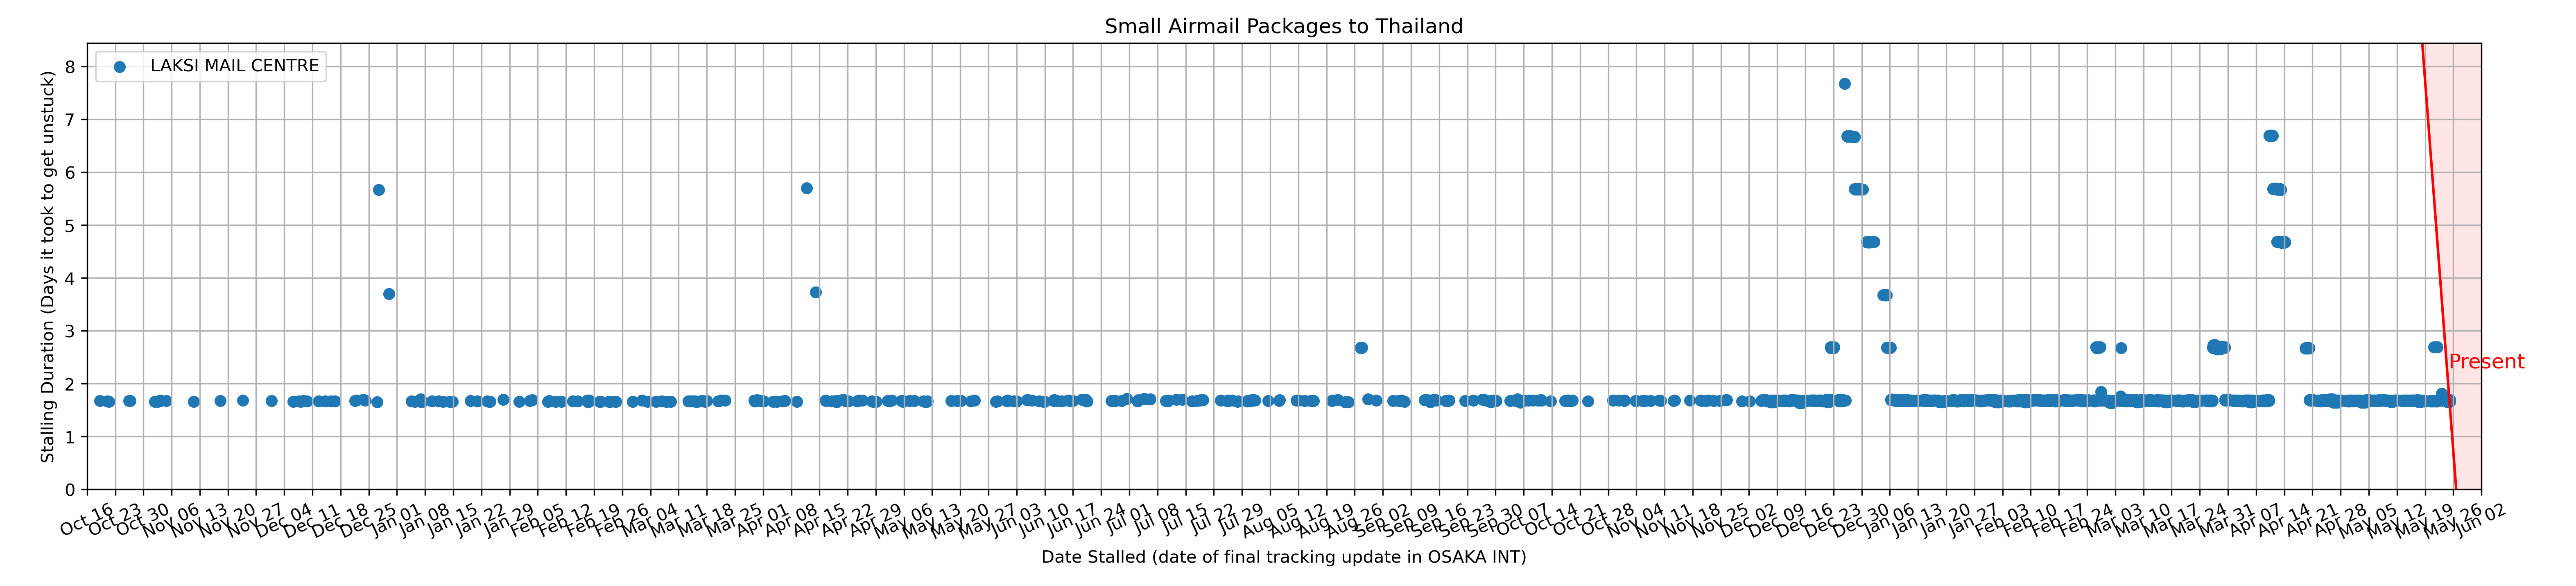 Small Airmail Packages to Thailand
LAKSI MAIL CENTRE
Stalling Duration (Days it took to get unstuck)
8
7
6
5
4
3
2
1
0
Present
Oct 16 Oct 23 Oct 30 Nov 06 Nov 13 Nov 20 Nov 27 Dec 04 Dec 11 Dec 18 Dec 25 Jan 01 Jan 08 Jan 15 Jan 22 Jan 29 Feb 05 Feb 12 Feb 19 Feb 26 Mar 04 Mar 11 Mar 18 Mar 25 Apr 01 Apr 08 Apr 15 Apr 22 Apr 29 May 06 May 13 May 20 May 27 Jun 03 Jun 10 Jun 17 Jun 24 Jul 01 Jul 08 Jul 15 Jul 22 Jul 29 Aug 05 Aug 12 Aug 19 Aug 26 Sep 02 Sep 09 Sep 16 Sep 23 Sep 30 Oct 07 Oct 14 Oct 21 Oct 28 Nov 04 Nov 11 Nov 18 Nov 25 Dec 02 Dec 09 Dec 16 Dec 23 Dec 30 Jan 06 Jan 13 Jan 20 Jan 27 Feb 03 Feb 10 Feb 17 Feb 24 Mar 03 Mar 10 Mar 17 Mar 24 Mar 31 Apr 07 Apr 14 Apr 21 Apr 28 May 05 May 12 May 19 May 26 Jun 02
Date Stalled (date of final tracking update in OSAKA INT)